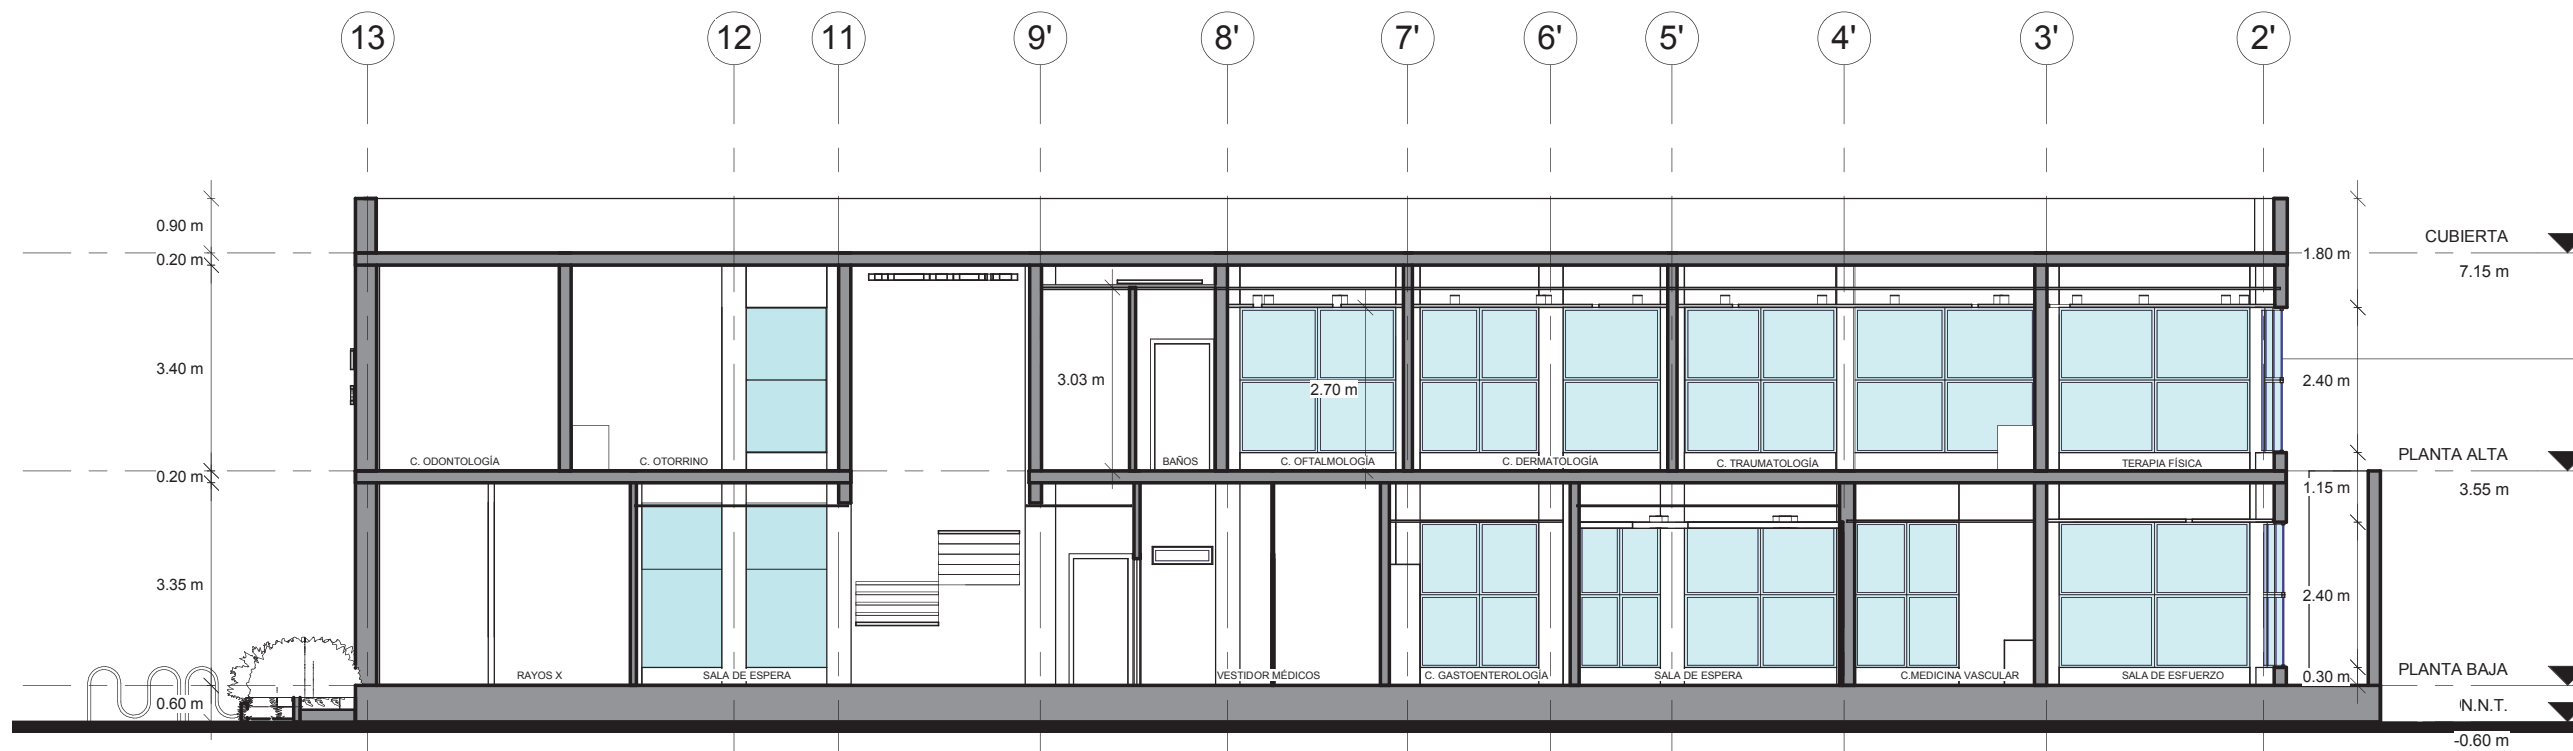 13 12 11 9' 8' 7' 6' 5' 4' 3' 2'
0.90 m
CUBIERTA
0.20 m
1.80 m
7.15 m
3.40 m
3.03 m
2.70 m
2.40 m
C. ODONTOLOGÍA
C. OTORRINO
BAÑOS
C. OFTALMOLOGÍA
C. DERMATOLOGÍA
C. TRAUMATOLOGÍA
TERAPIA FÍSICA
PLANTA ALTA
0.20 m
1.15 m
3.55 m
3.35 m
2.40 m
RAYOS X
SALA DE ESPERA
VESTIDOR MÉDICOS
C. GASTOENTEROLOGÍA
SALA DE ESPERA
C.MEDICINA VASCULAR
SALA DE ESFUERZO
0.30 m
PLANTA BAJA
0.60 m
N.N.T.
-0.60 m